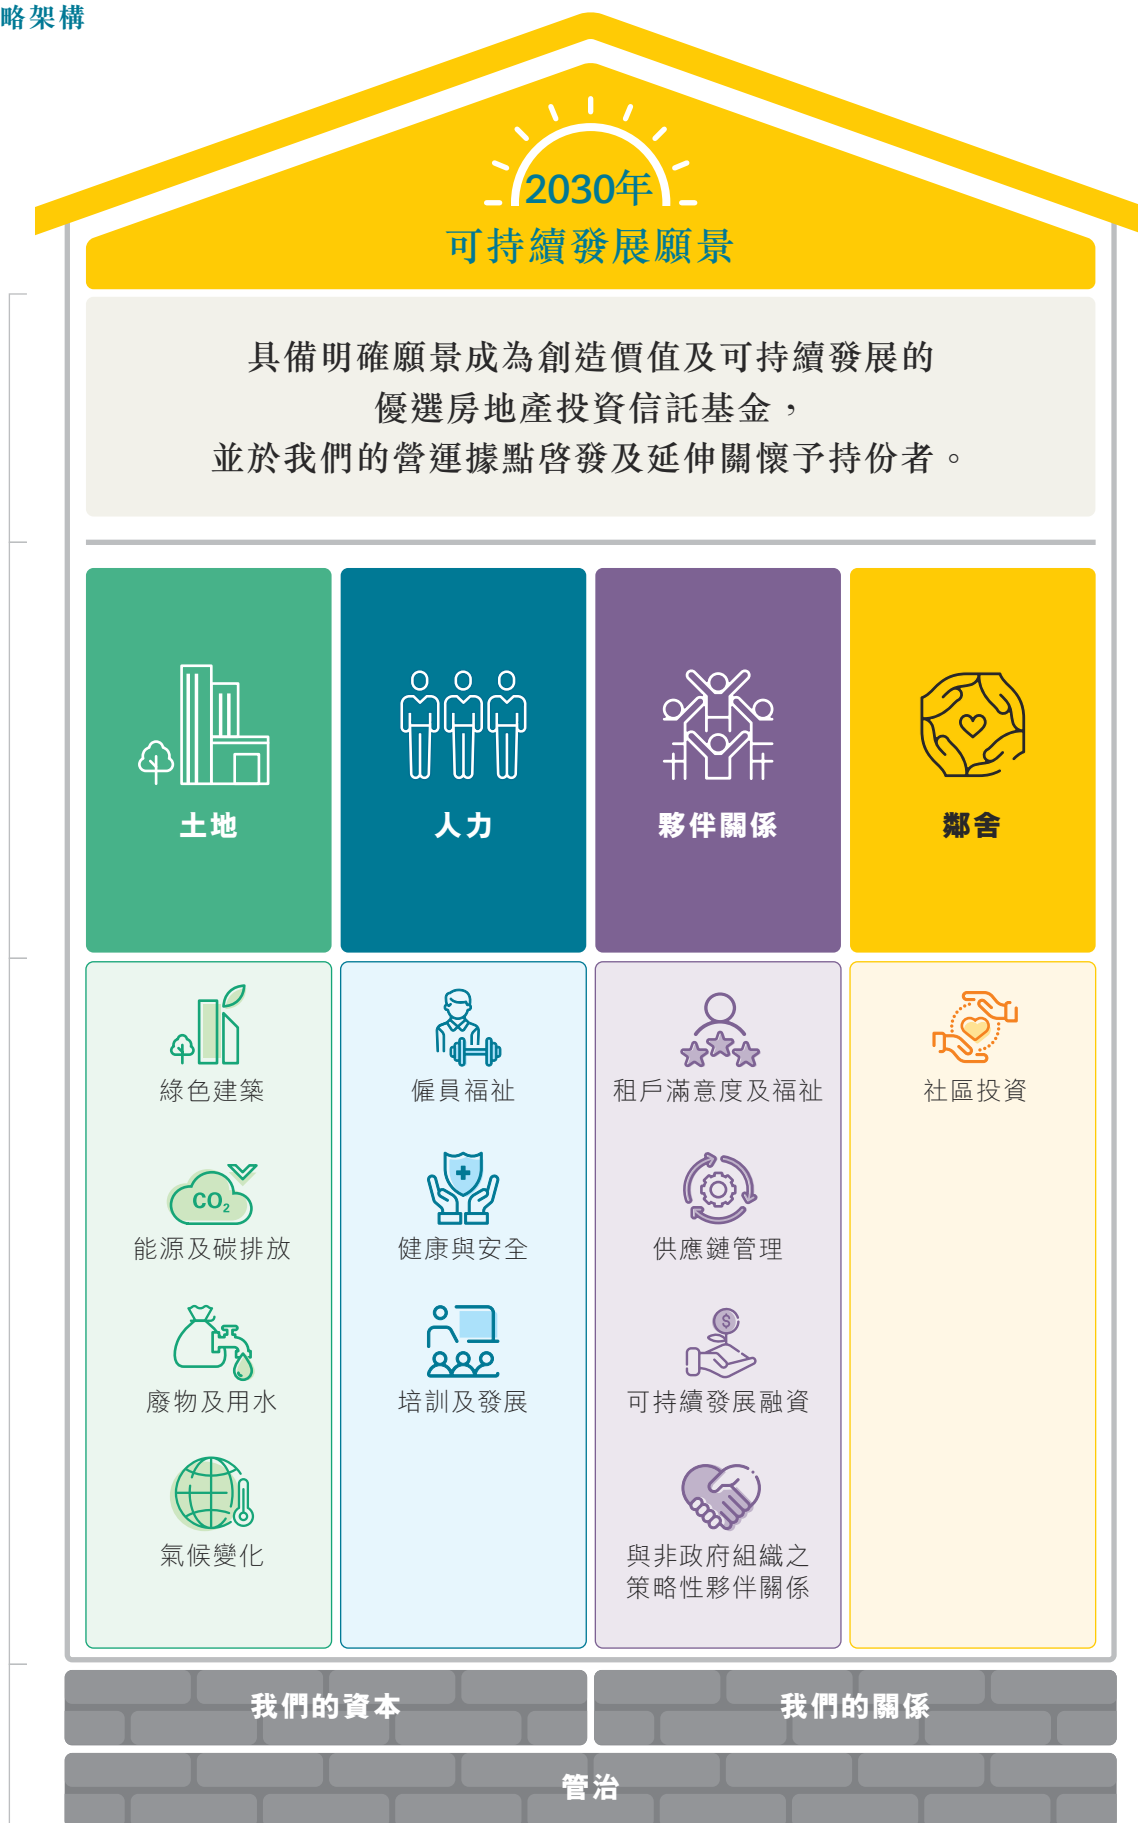 略架構
2030年
可持續發展願景
具備明確願景成為創造價值及可持續發展的
優選房地產投資信託基金，
並於我們的營運據點啓發及延伸關懷予持份者。
土地
人力
夥伴關係
鄰舍
綠色建築
CO₂
能源及碳排放
廢物及用水
氣候變化
僱員福祉
健康與安全
培訓及發展
租戶滿意度及福祉
供應鏈管理
$
可持續發展融資
與非政府組織之
策略性夥伴關係
社區投資
我們的資本
我們的關係
管治